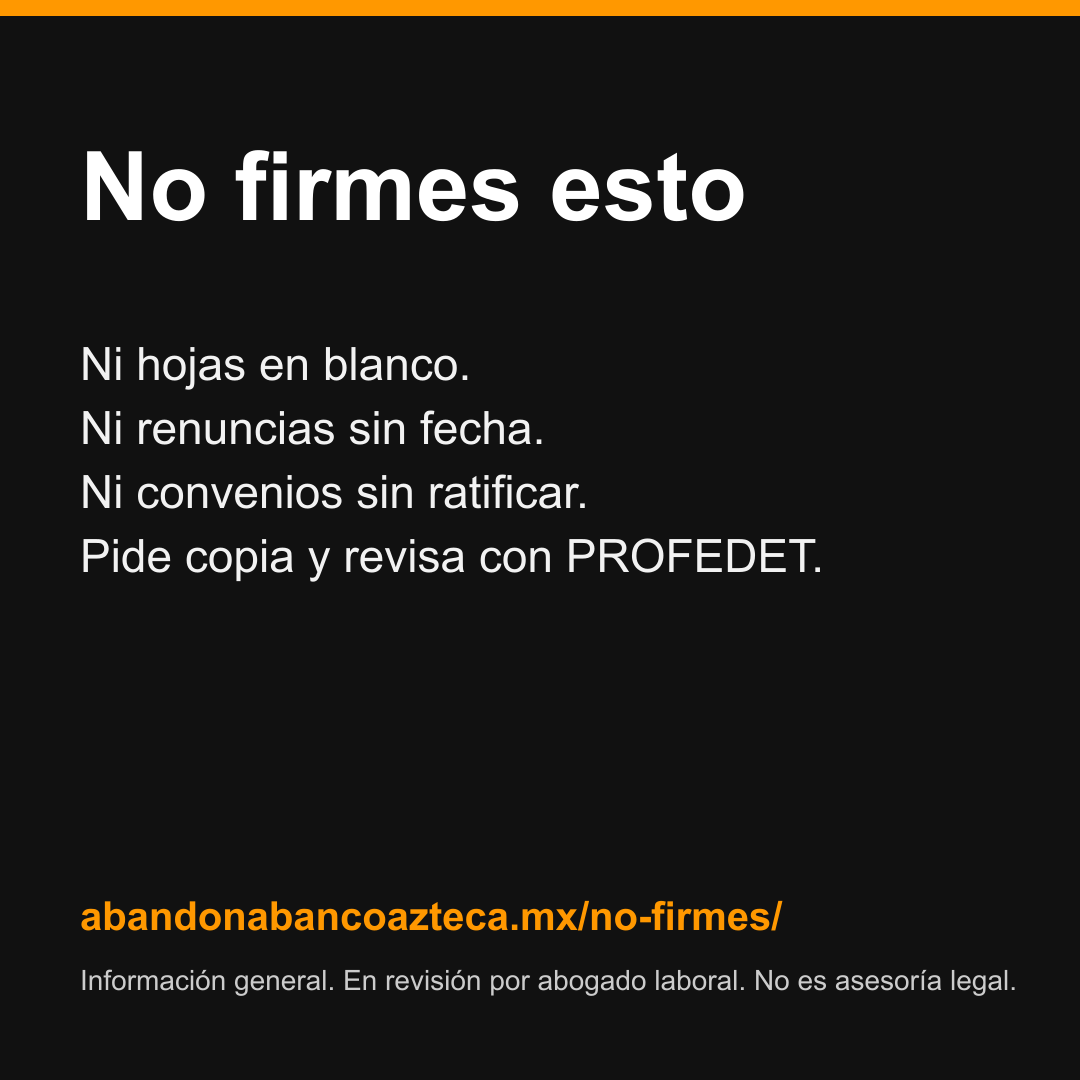 No firmes esto
Ni hojas en blanco.
Ni renuncias sin fecha.
Ni convenios sin ratificar.
Pide copia y revisa con PROFEDET.
abandonabancoazteca.mx/no-firmes/
Información general. En revisión por abogado laboral. No es asesoría legal.